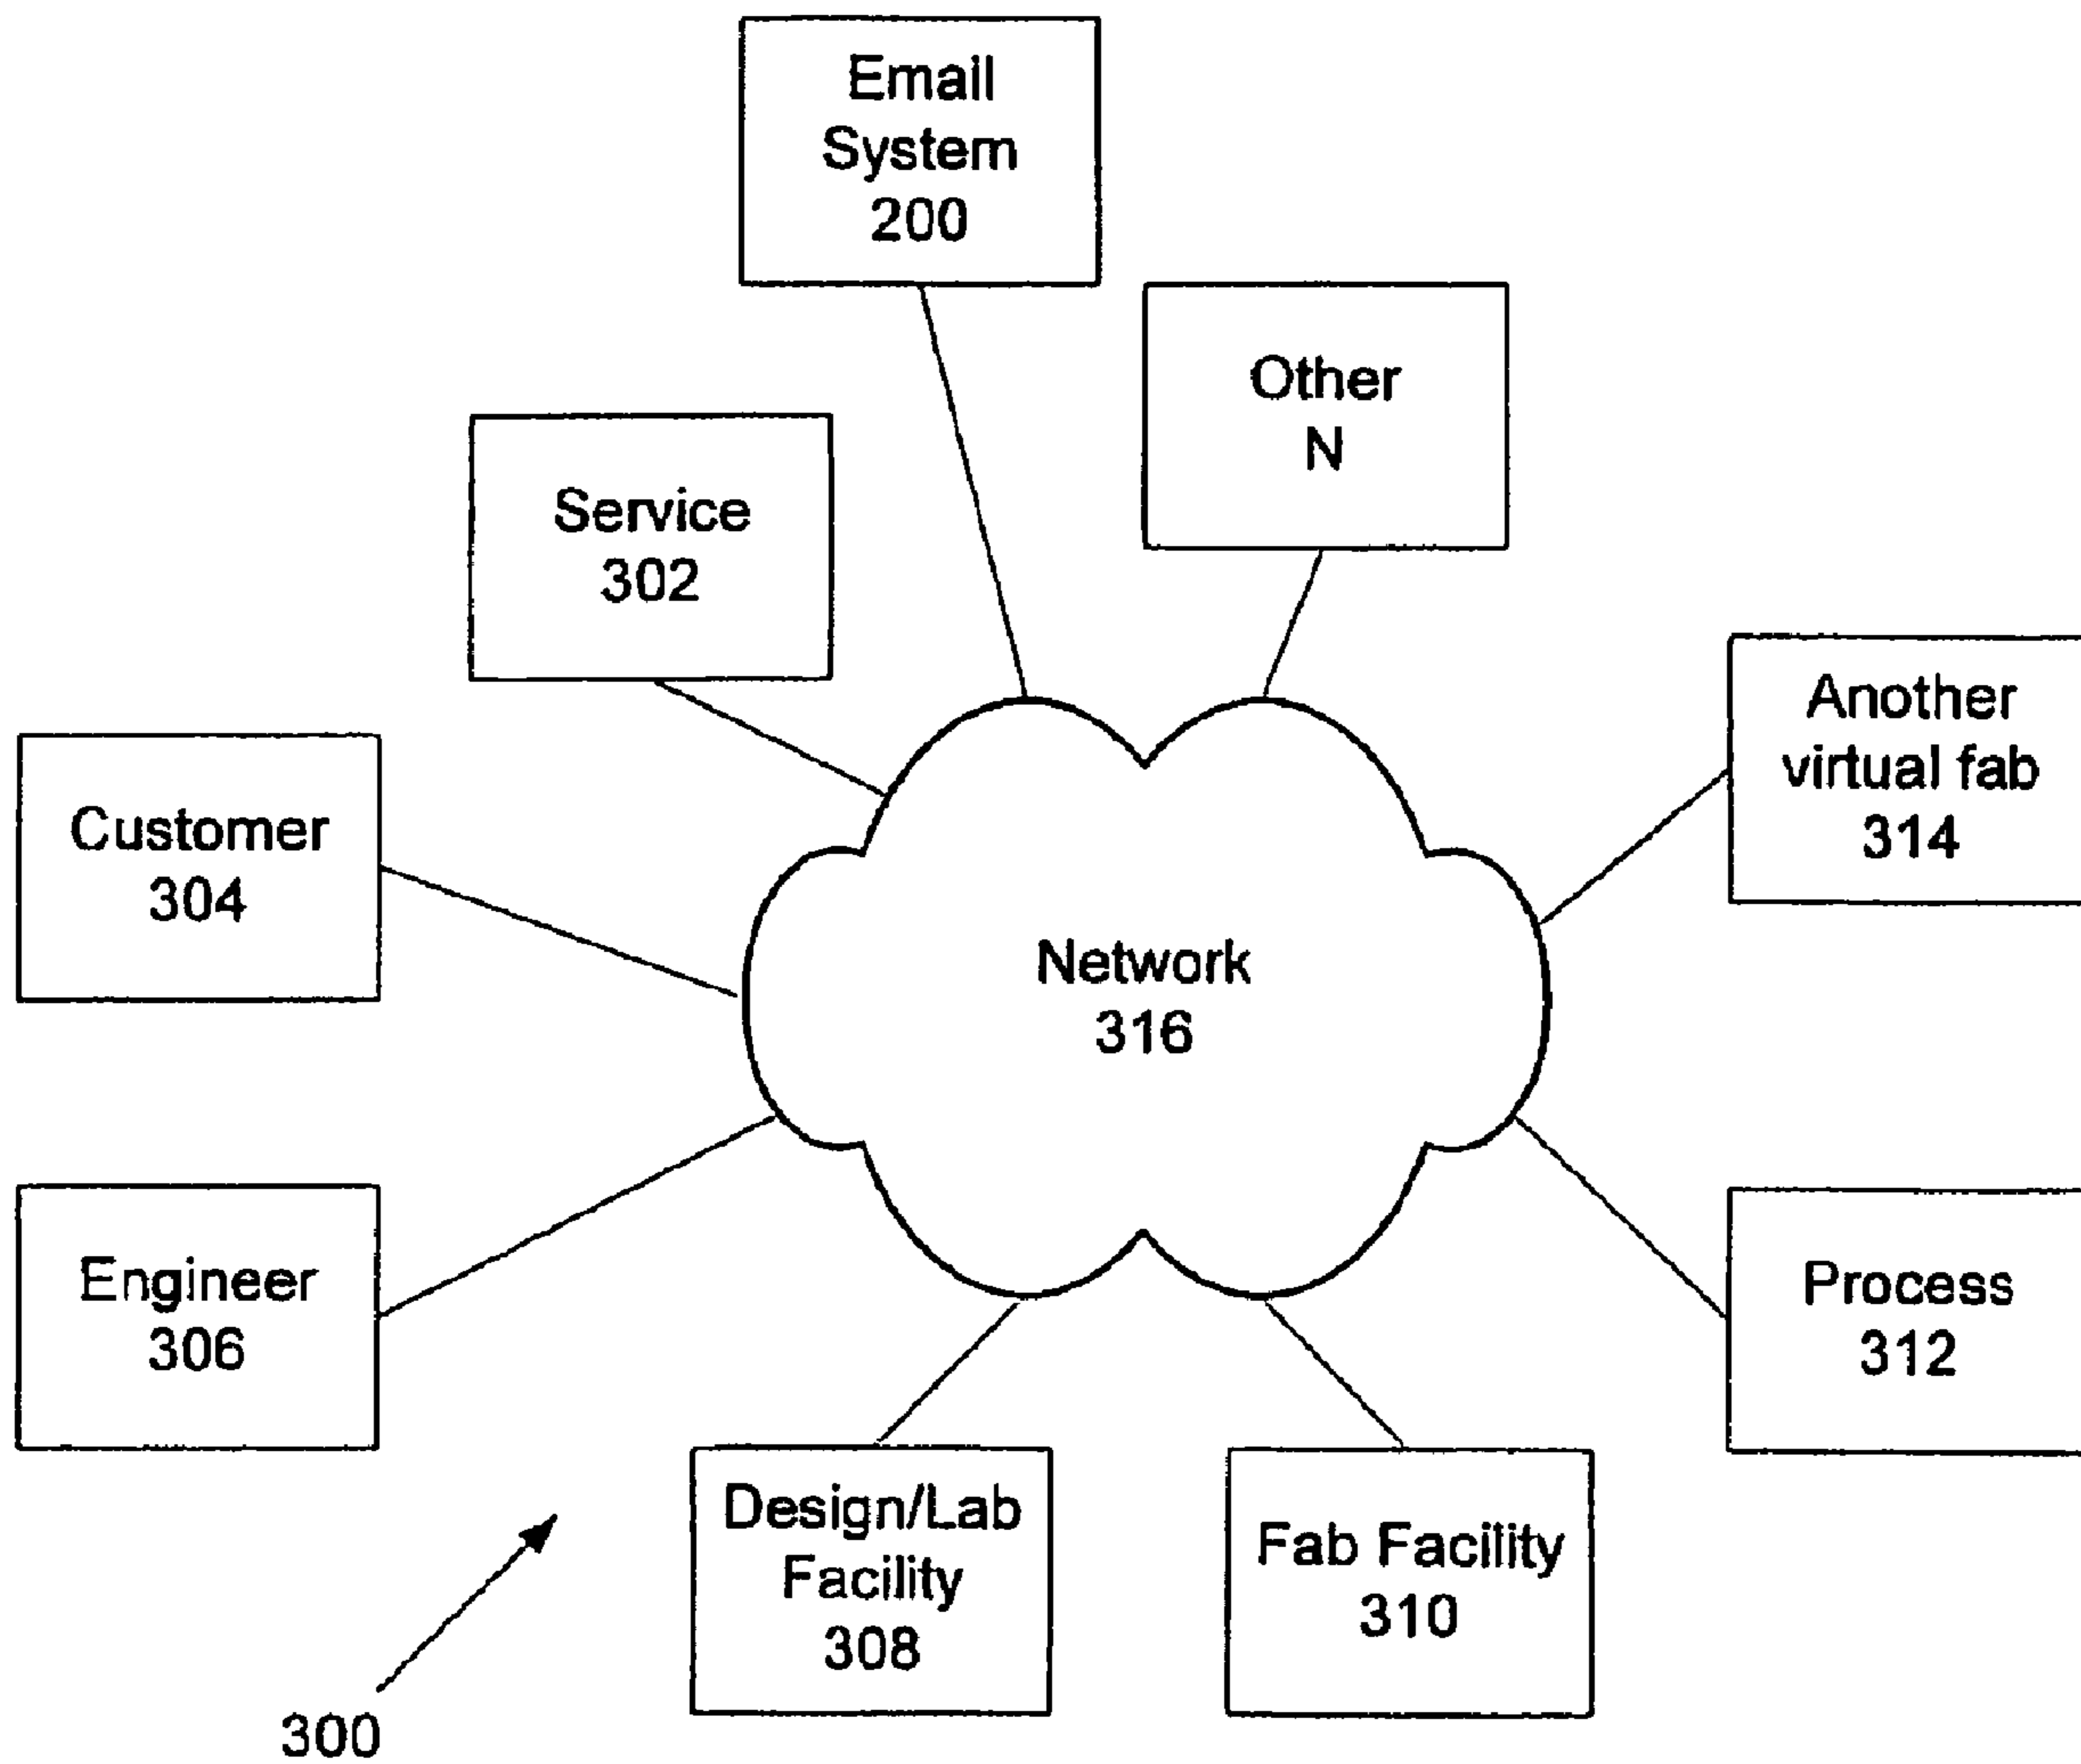 Email
System
200
Other
N
Service
302
Another
virtual fab
314
Customer
304
Network
316
Engineer
306
Process
312
Design/Lab
Facility
308
Fab Facility
310
300